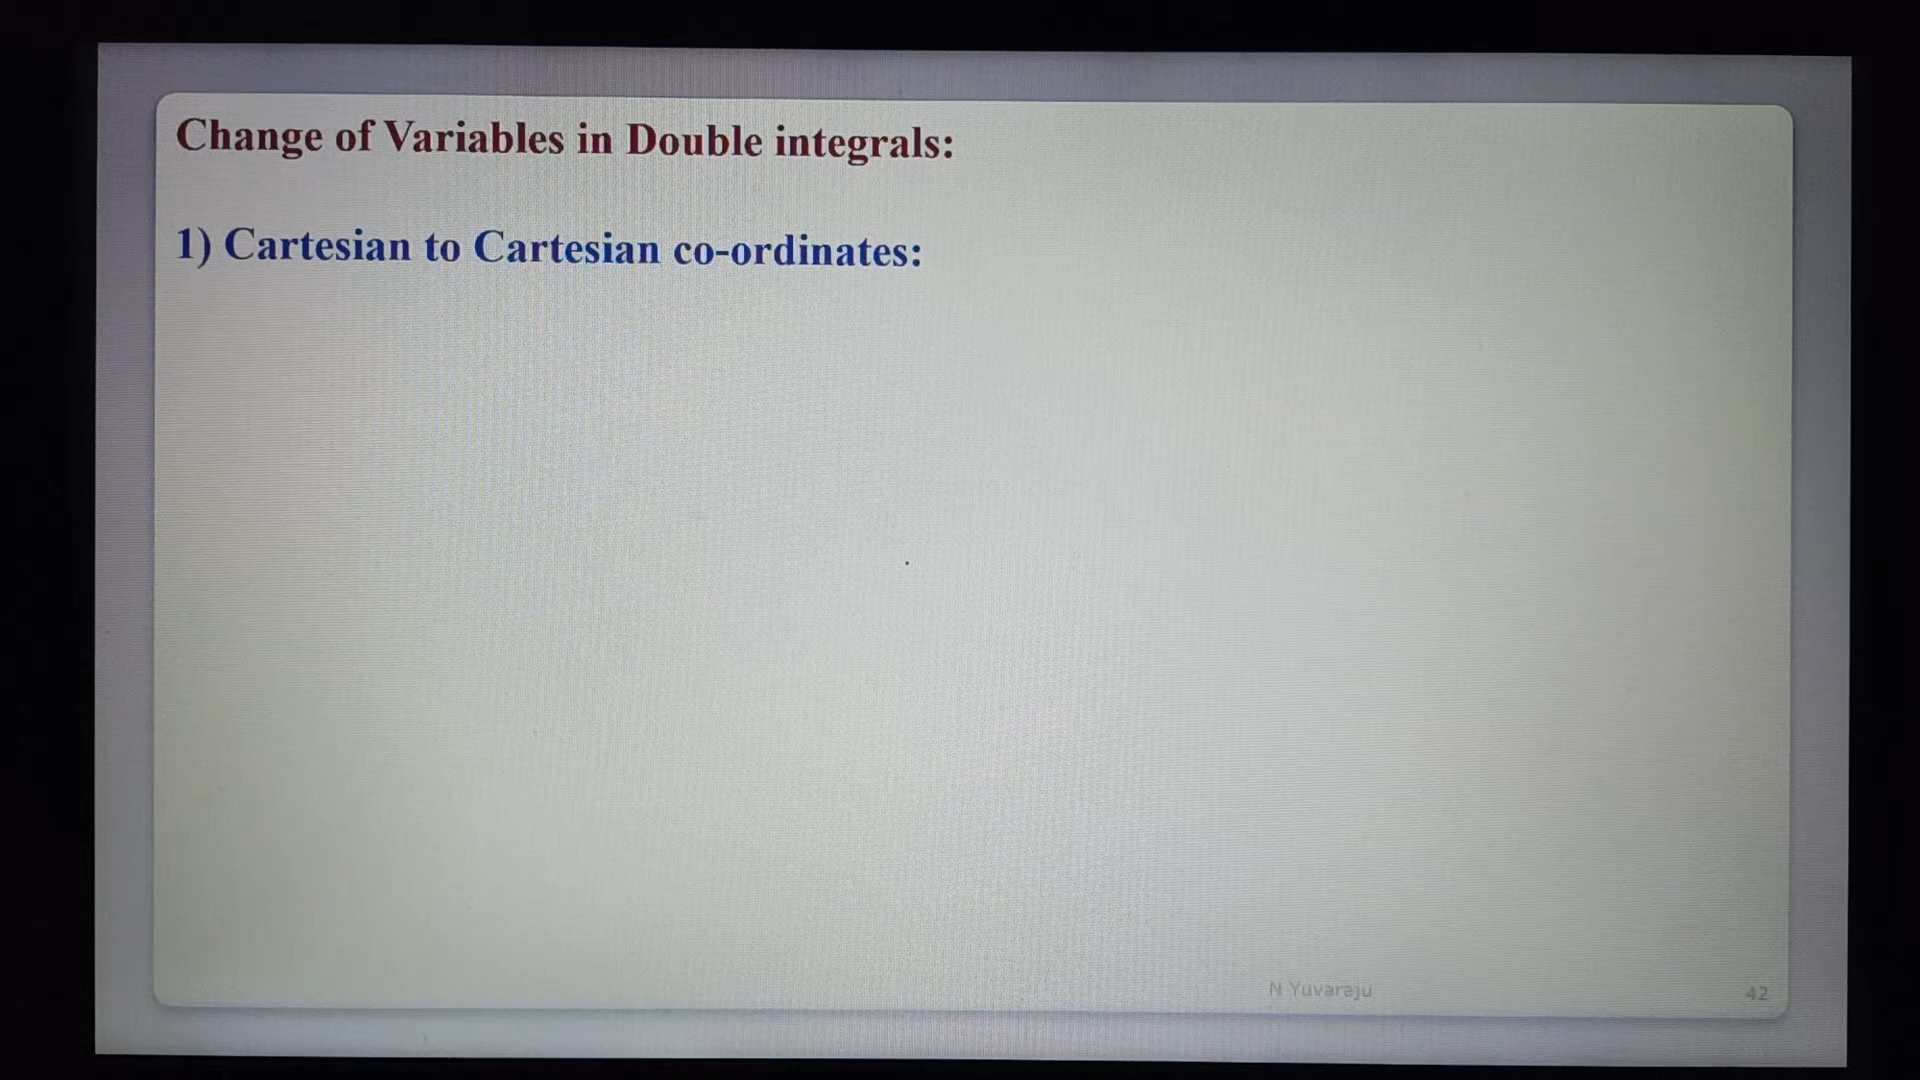 Change of Variables in Double integrals:
1) Cartesian to Cartesian co-ordinates:
N Yuvaraju
42